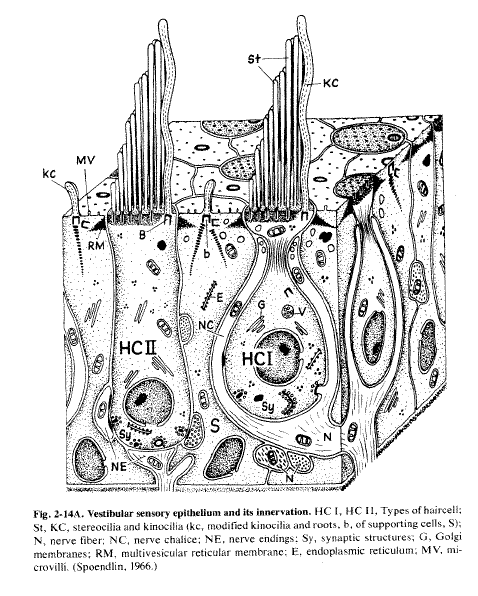 St
KC
MV
KC
RM
B
b
E
G
V
NC
HC II
HC I
Sy
Sy
S
N
NE
N
Fig. 2-14A. Vestibular sensory epithelium and its innervation. HC I, HC II, Types of haircell;
St, KC, stereocilia and kinocilia (kc, modified kinocilia and roots, b, of supporting cells, S);
N, nerve fiber; NC, nerve chalice; NE, nerve endings; Sy, synaptic structures; G, Golgi
membranes; RM, multivesicular reticular membrane; E, endoplasmic reticulum; MV, mi-
crovilli. (Spoendlin, 1966.)